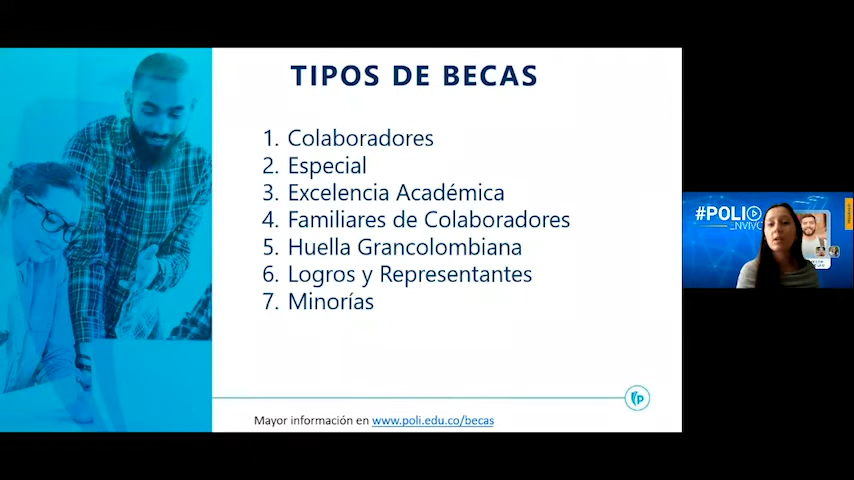 TIPOS DE BECAS
1. Colaboradores
2. Especial
3. Excelencia Académica
4. Familiares de Colaboradores
5. Huella Grancolombiana
6. Logros y Representantes
7. Minorías
Mayor información en www.poli.edu.co/becas
#POLI
ENVIVO